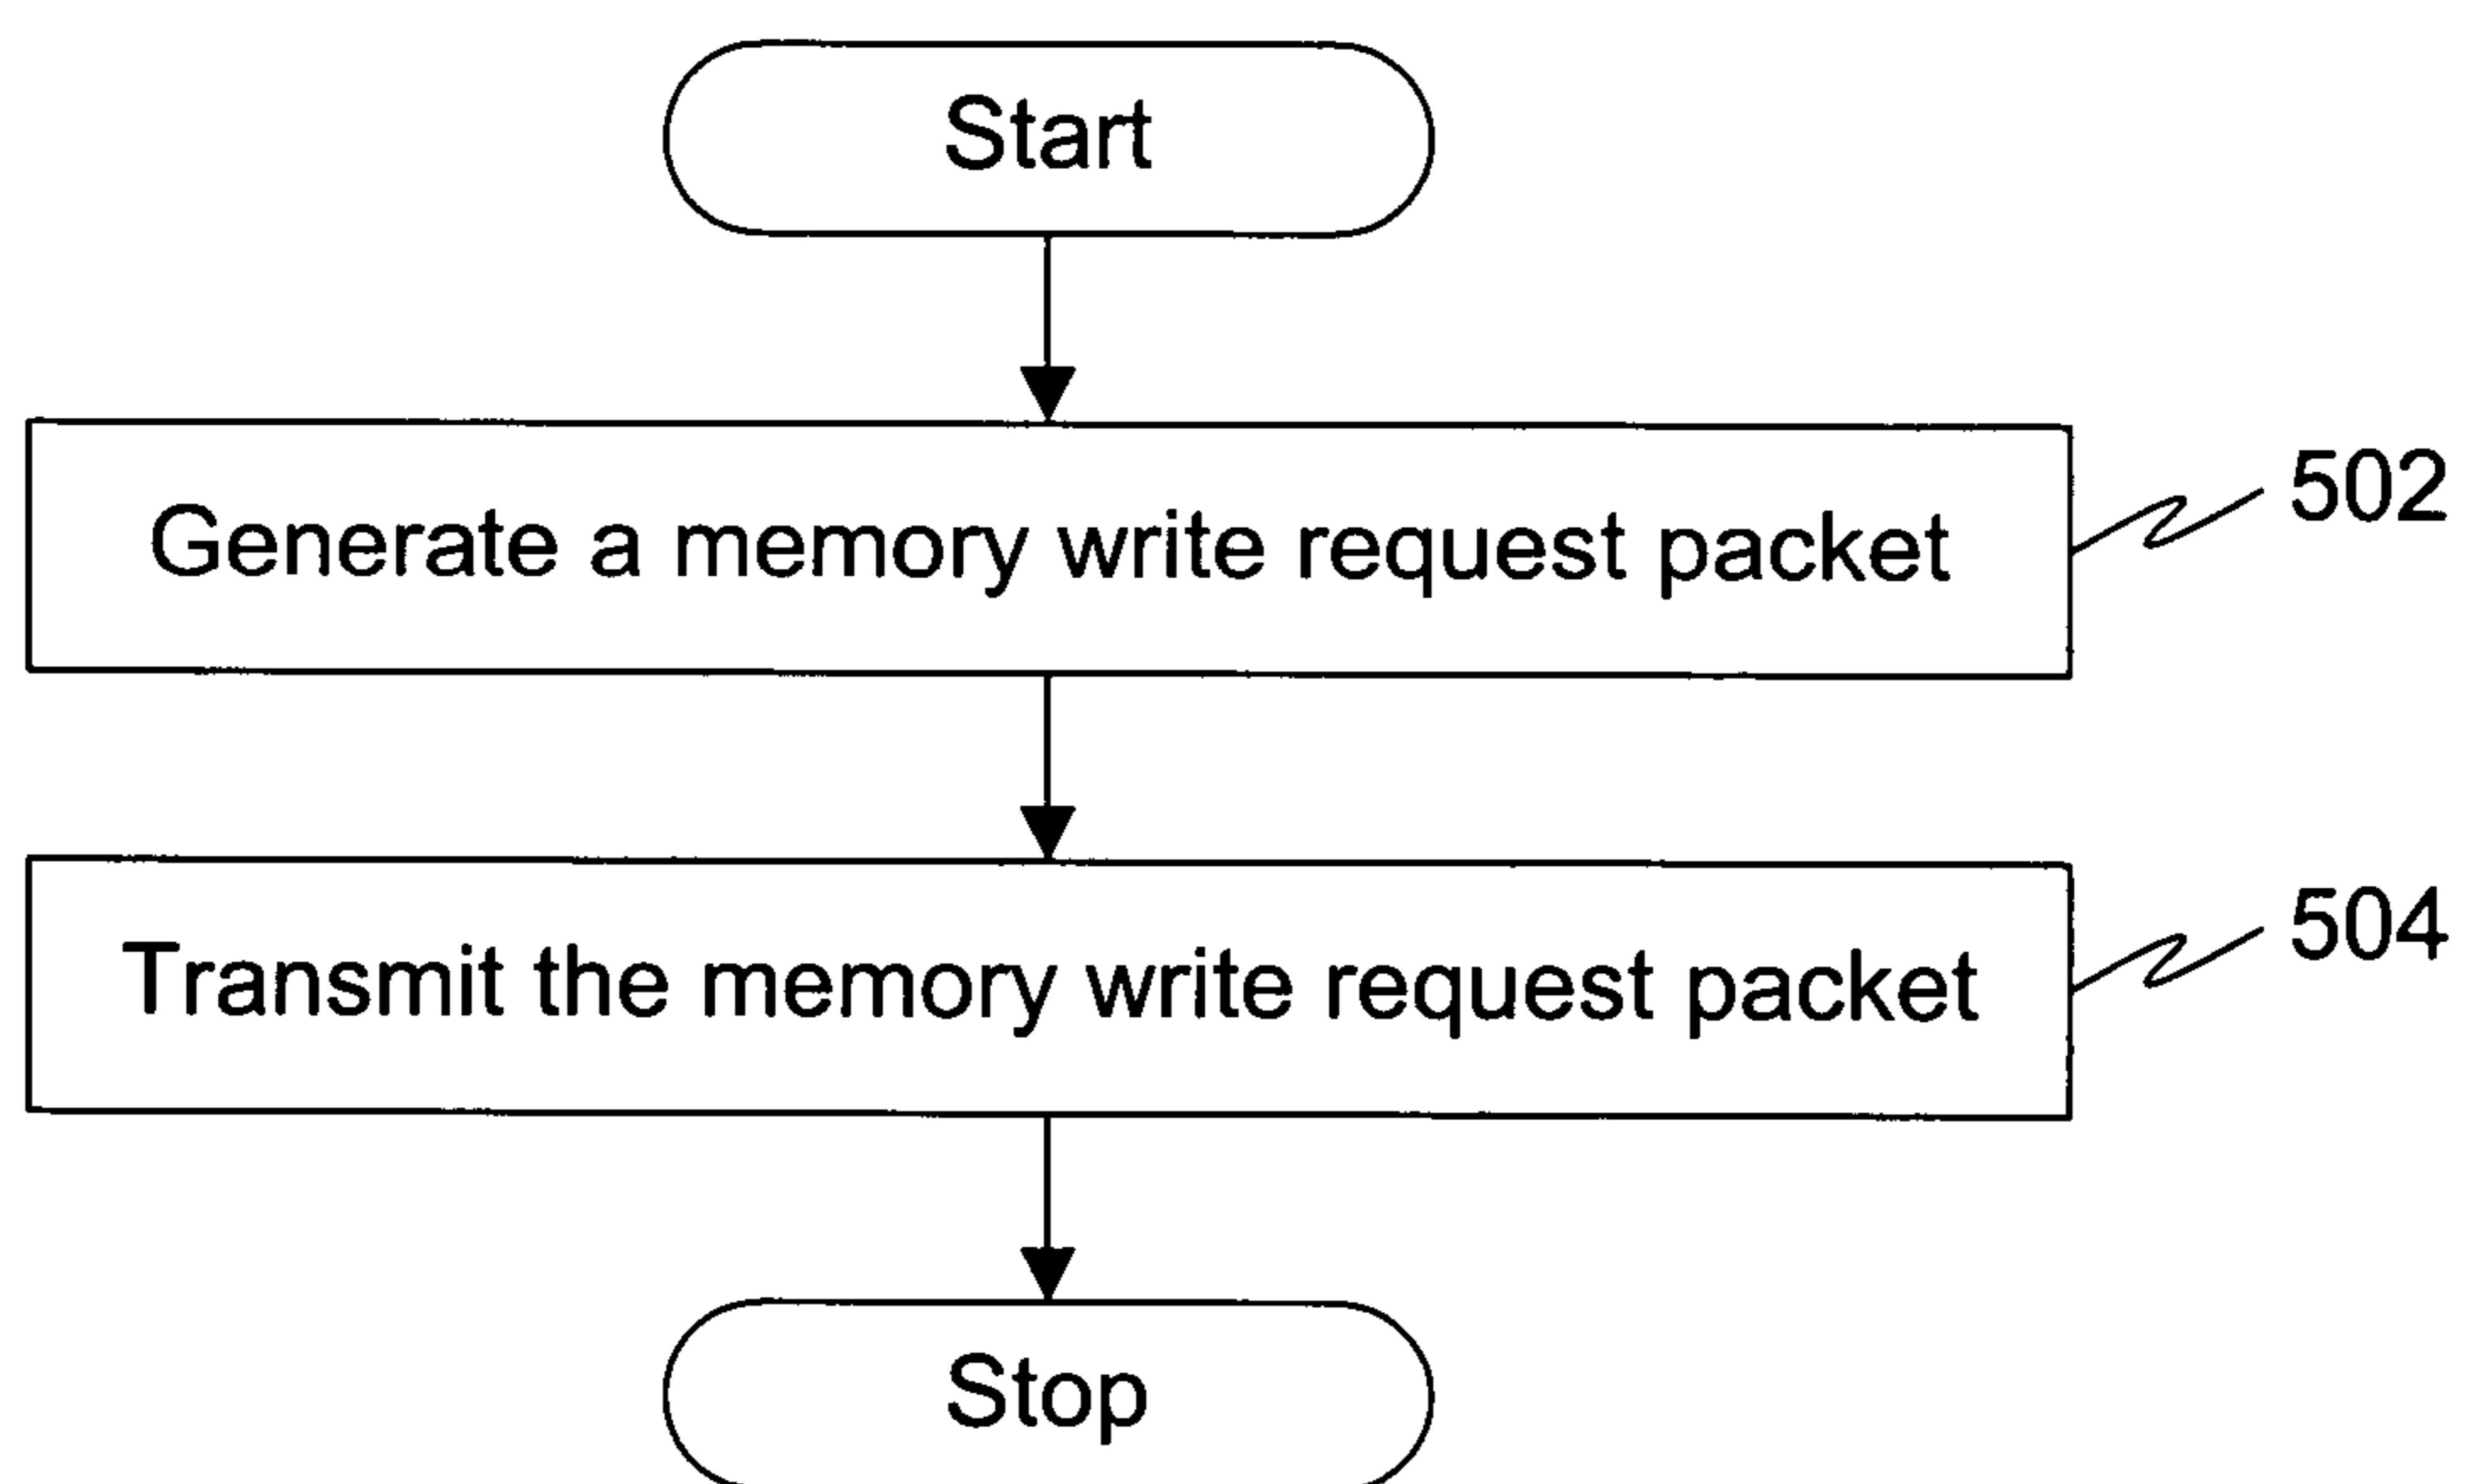 Start
Generate a memory write request packet
502
Transmit the memory write request packet
504
Stop